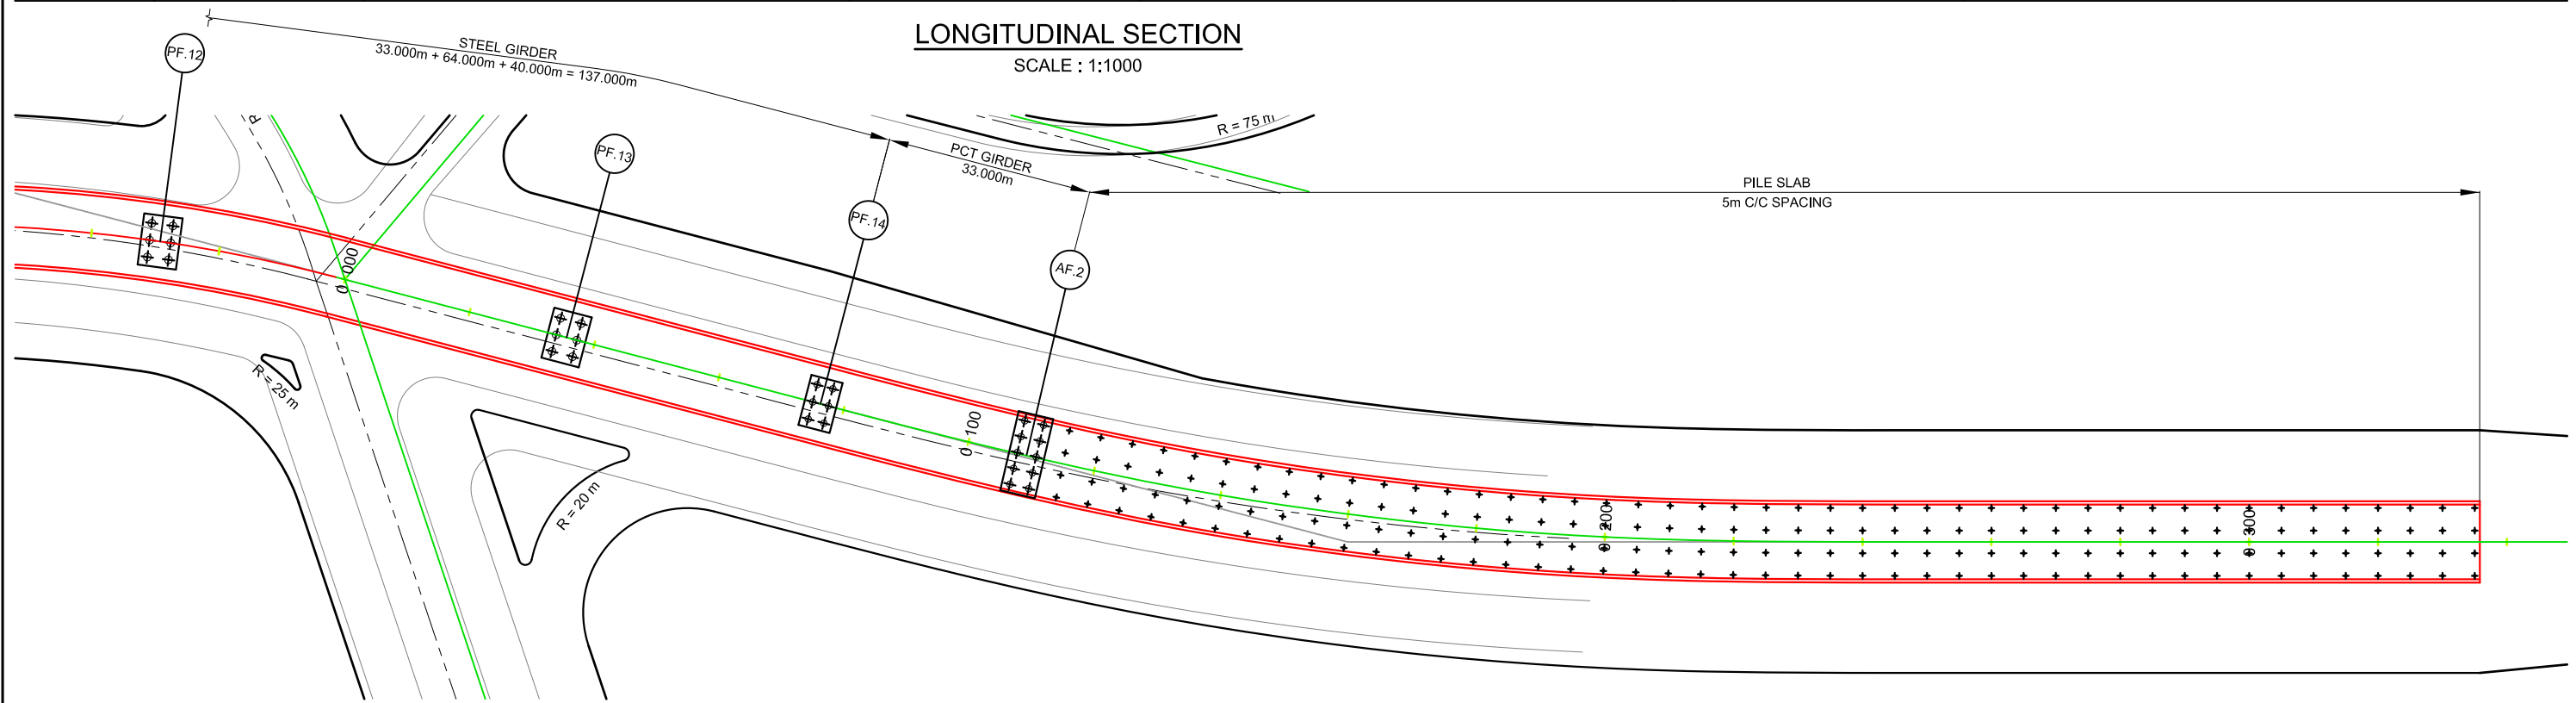 LONGITUDINAL SECTION
SCALE : 1:1000
STEEL GIRDER
33.000m + 64.000m + 40.000m = 137.000m
PF.12
PF.13
PF.14
AF.2
PCT GIRDER
33.000m
R = 75 m
PILE SLAB
5m C/C SPACING
0 000
0 100
0 200
0 300
R = 25 m
R = 20 m